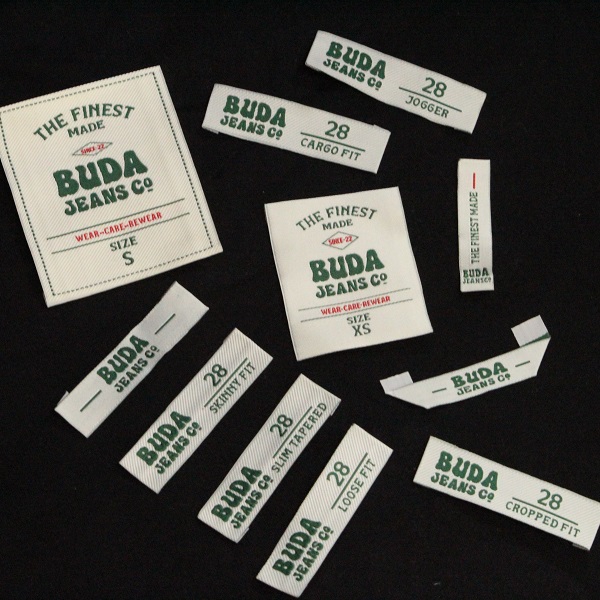 THE FINEST
MADE
SINCE-22
BUDA
JEANS Co
WEAR-CARE-REWEAR
SIZE
S
BUDA
JEANS Co
28
JOGGER
BUDA
JEANS Co
28
CARGO FIT
THE FINEST
MADE
SINCE-22
BUDA
JEANS Co
WEAR-CARE-REWEAR
SIZE
XS
THE FINEST MADE
BUDA
JEANS Co
BUDA
JEANS Co
BUDA
JEANS Co
28
SKINNY FIT
BUDA
JEANS Co
28
SLIM TAPERED
BUDA
JEANS Co
28
LOOSE FIT
BUDA
JEANS Co
BUDA
JEANS Co
28
CROPPED FIT